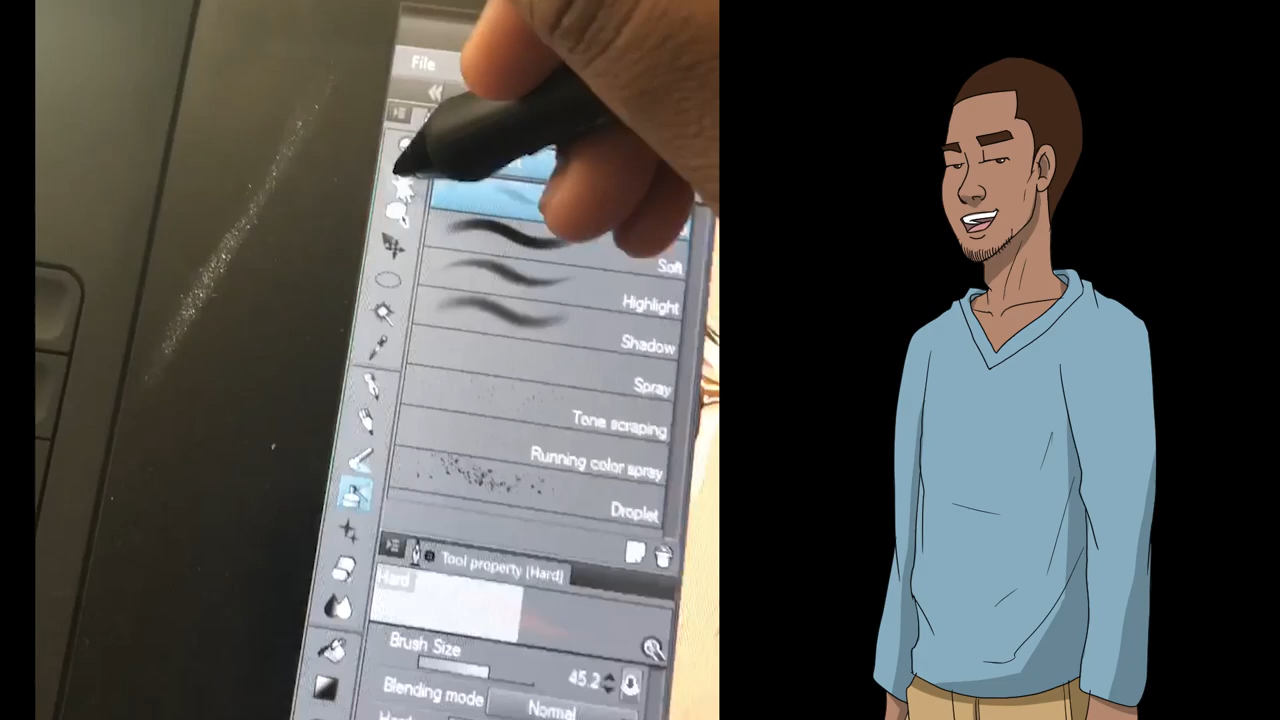 File
Soft
Highlight
Shadow
Spray
Tone scraping
Running color spray
Droplet
Tool property (Hard)
Hard
Brush Size
45.2
Blending mode
Normal